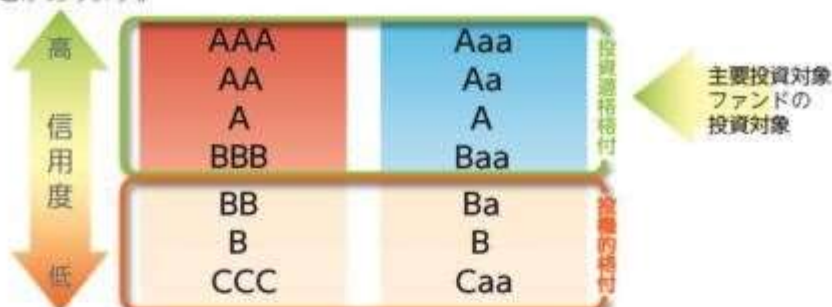 高
信用度
低
AAA Aaa
AA Aa
A A
BBB Baa
投資適格格付
BB Ba
B B
CCC Caa
投機的格付
主要投資対象
ファンドの
投資対象